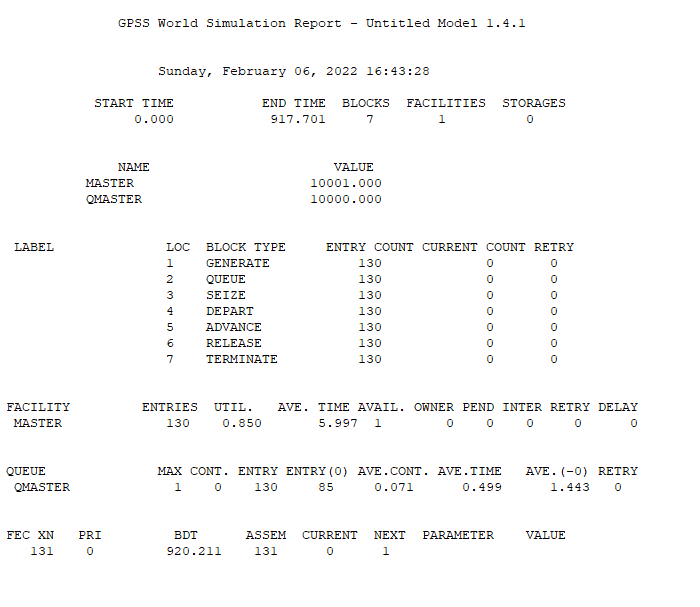 GPSS World Simulation Report - Untitled Model 1.4.1
Sunday, February 06, 2022 16:43:28
START TIME END TIME BLOCKS FACILITIES STORAGES
0.000 917.701 7 1 0
NAME VALUE
MASTER 10001.000
QMASTER 10000.000
LABEL LOC BLOCK TYPE ENTRY COUNT CURRENT COUNT RETRY
1 GENERATE 130 0 0
2 QUEUE 130 0 0
3 SEIZE 130 0 0
4 DEPART 130 0 0
5 ADVANCE 130 0 0
6 RELEASE 130 0 0
7 TERMINATE 130 0 0
FACILITY ENTRIES UTIL. AVE. TIME AVAIL. OWNER PEND INTER RETRY DELAY
MASTER 130 0.850 5.997 1 0 0 0 0 0
QUEUE MAX CONT. ENTRY ENTRY(0) AVE.CONT. AVE.TIME AVE.(-0) RETRY
QMASTER 1 0 130 85 0.071 0.499 1.443 0
FEC XN PRI BDT ASSEM CURRENT NEXT PARAMETER VALUE
131 0 920.211 131 0 1